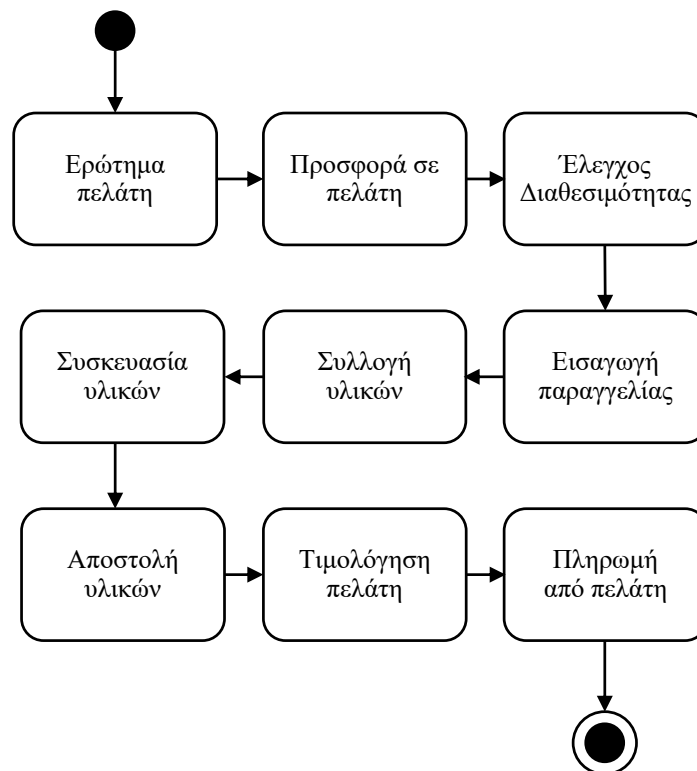 Ερώτημα
πελάτη
Προσφορά σε
πελάτη
Έλεγχος
Διαθεσιμότητας
Εισαγωγή
παραγγελίας
Συλλογή
υλικών
Συσκευασία
υλικών
Αποστολή
υλικών
Τιμολόγηση
πελάτη
Πληρωμή
από πελάτη